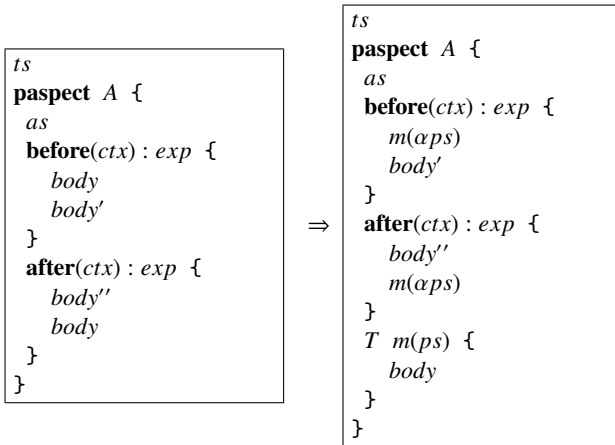 ts
paspect A {
as
before(ctx) : exp {
body
body′
}
after(ctx) : exp {
body′′
body
}
}
⇒
ts
paspect A {
as
before(ctx) : exp {
m(αps)
body′
}
after(ctx) : exp {
body′′
m(αps)
}
T m(ps) {
body
}
}